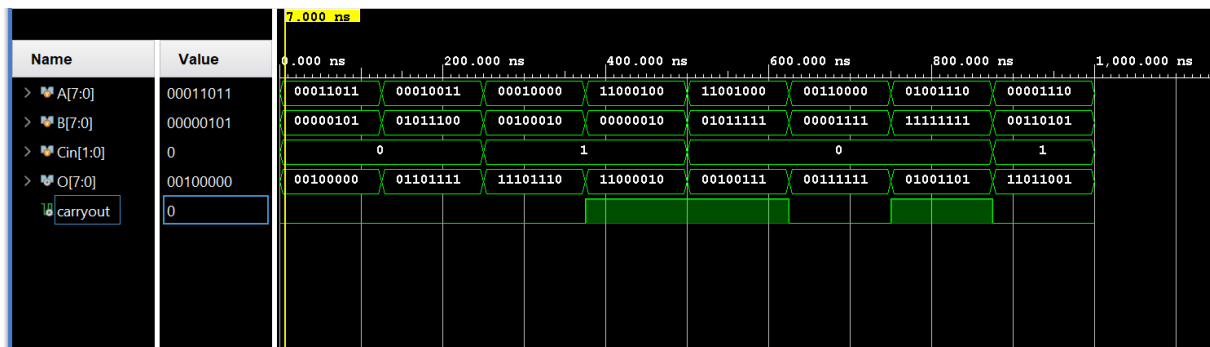 7.000 ns
Name Value 0.000 ns 200.000 ns 400.000 ns 600.000 ns 800.000 ns 1,000.000 ns
> A[7:0] 00011011 00011011 00010011 00010000 11000100 11001000 00110000 01001110 00001110
> B[7:0] 00000101 00000101 01011100 00100010 00000010 01011111 00001111 11111111 00110101
> Cin[1:0] 0 0 1 0 1
> O[7:0] 00100000 00100000 01101111 11101110 11000010 00100111 00111111 01001101 11011001
carryout 0